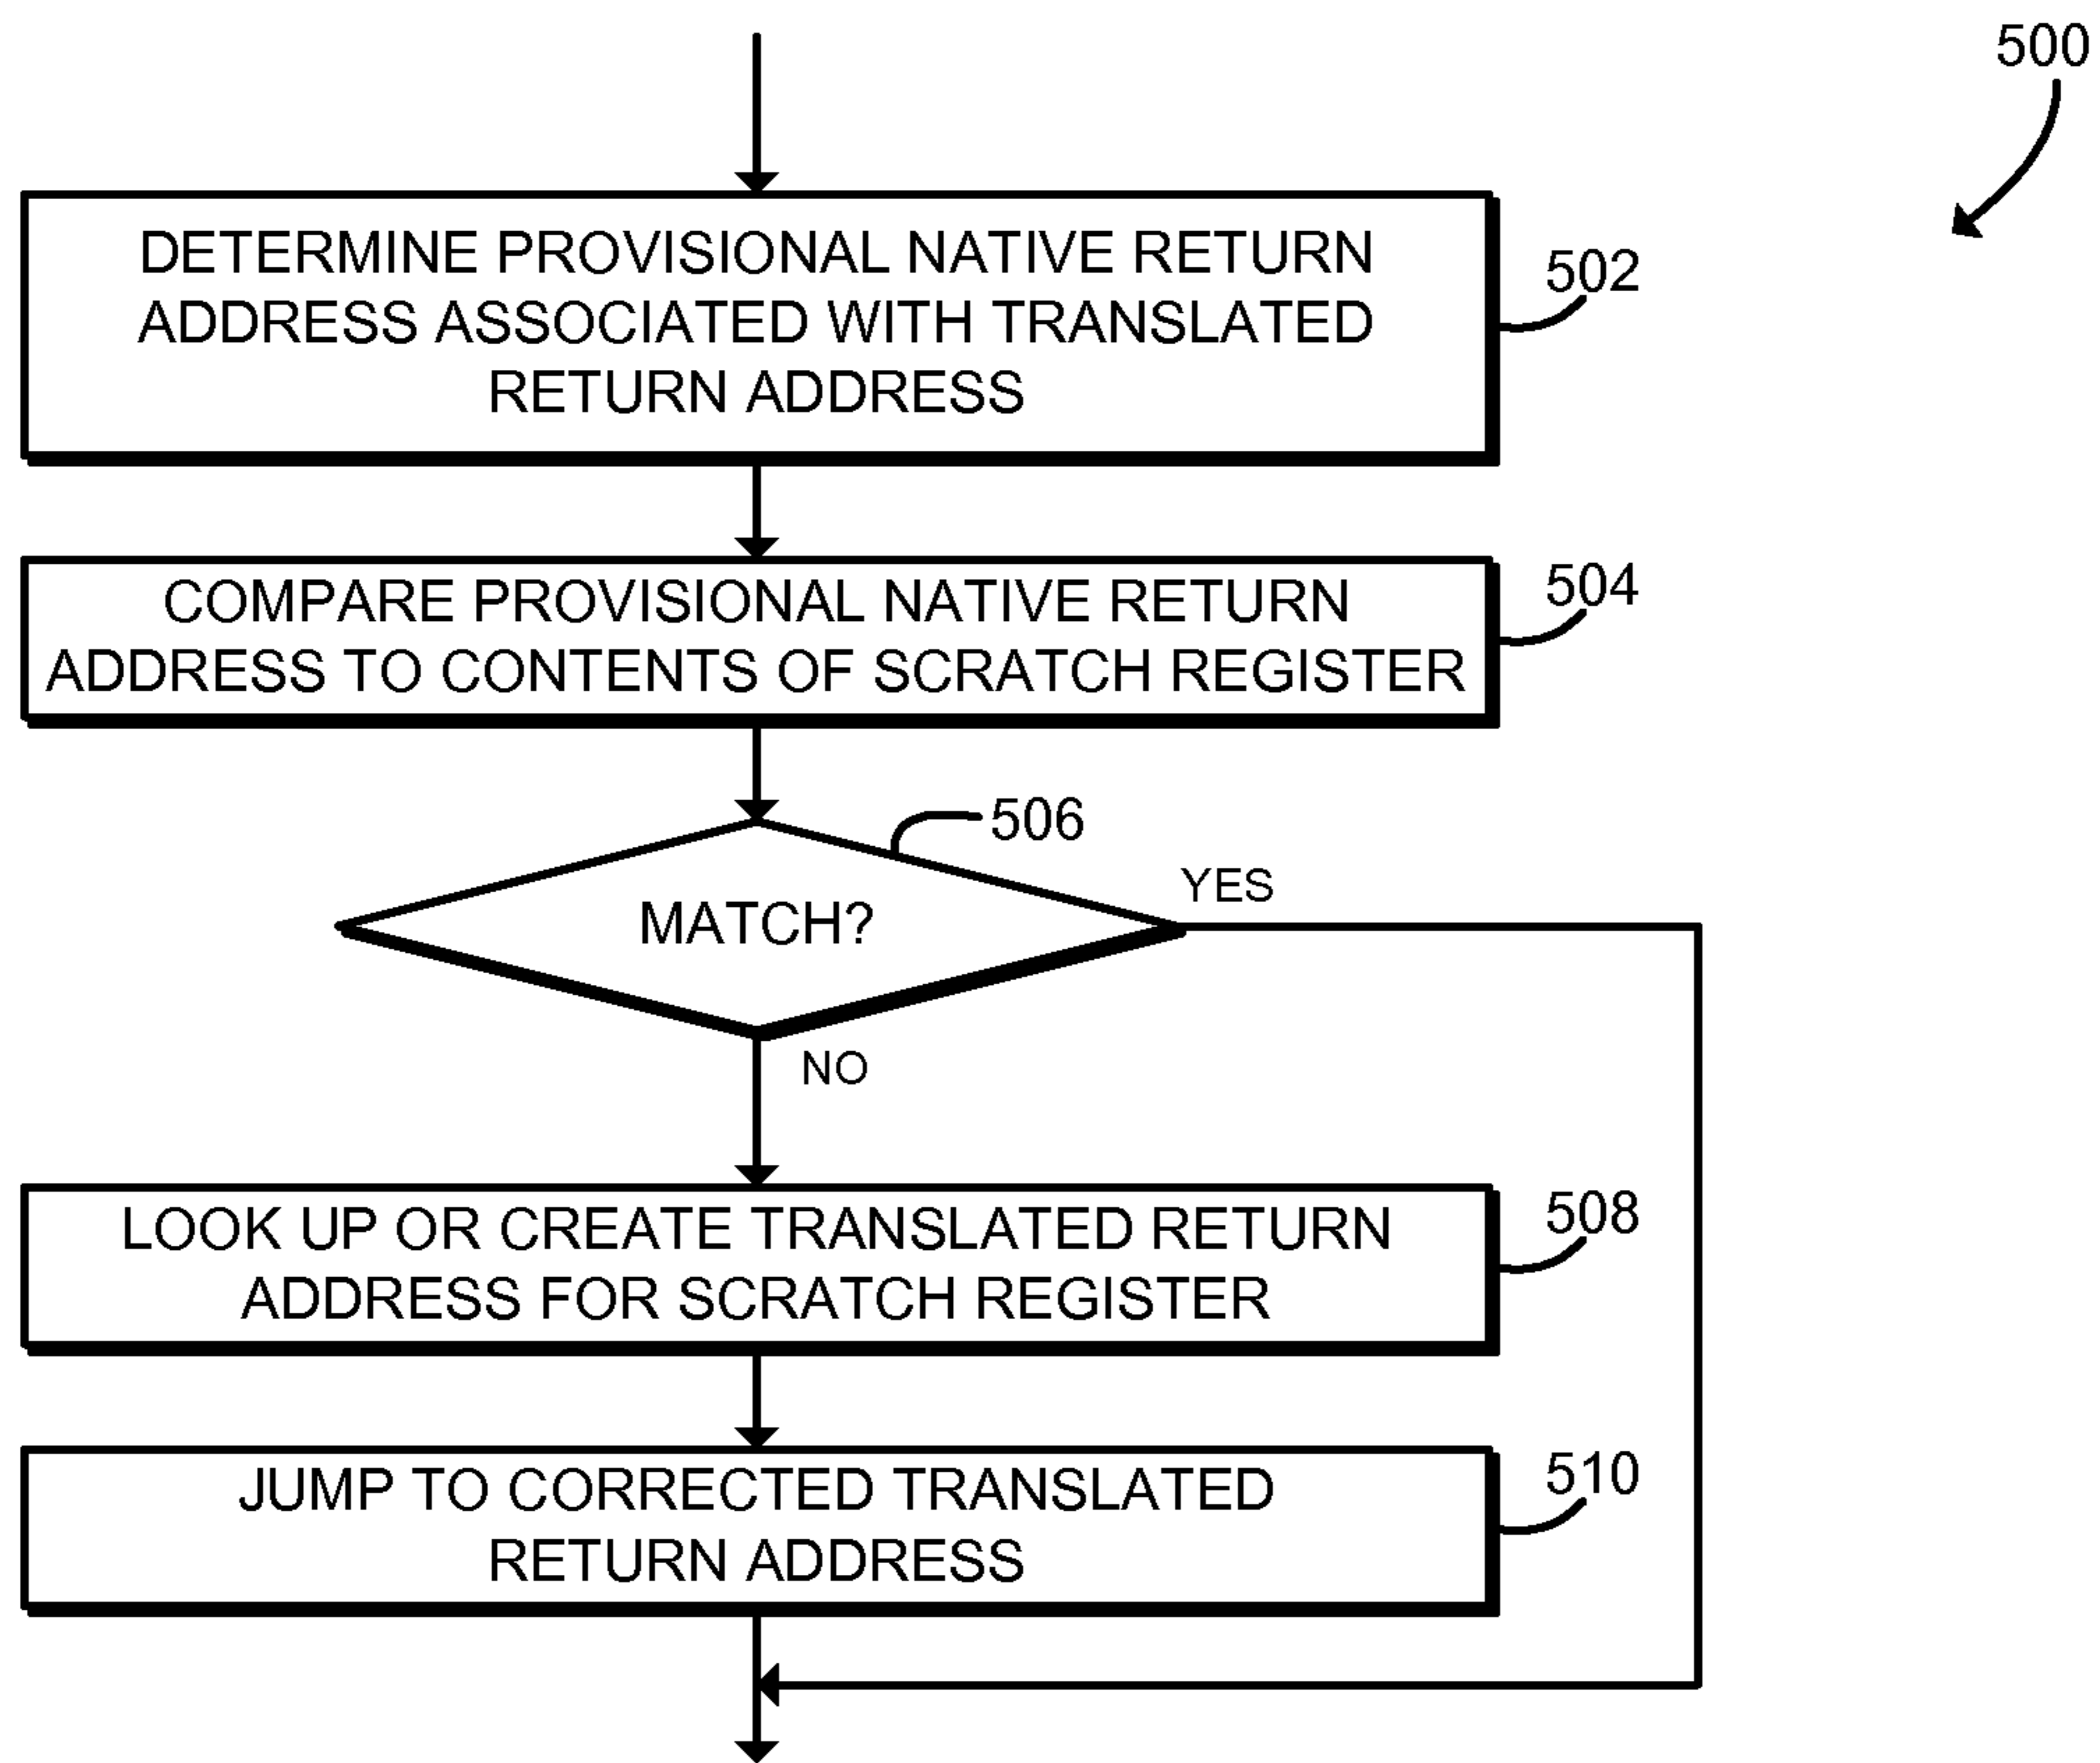 500
DETERMINE PROVISIONAL NATIVE RETURN
ADDRESS ASSOCIATED WITH TRANSLATED
RETURN ADDRESS
502
COMPARE PROVISIONAL NATIVE RETURN
ADDRESS TO CONTENTS OF SCRATCH REGISTER
504
506
MATCH?
YES
NO
LOOK UP OR CREATE TRANSLATED RETURN
ADDRESS FOR SCRATCH REGISTER
508
JUMP TO CORRECTED TRANSLATED
RETURN ADDRESS
510